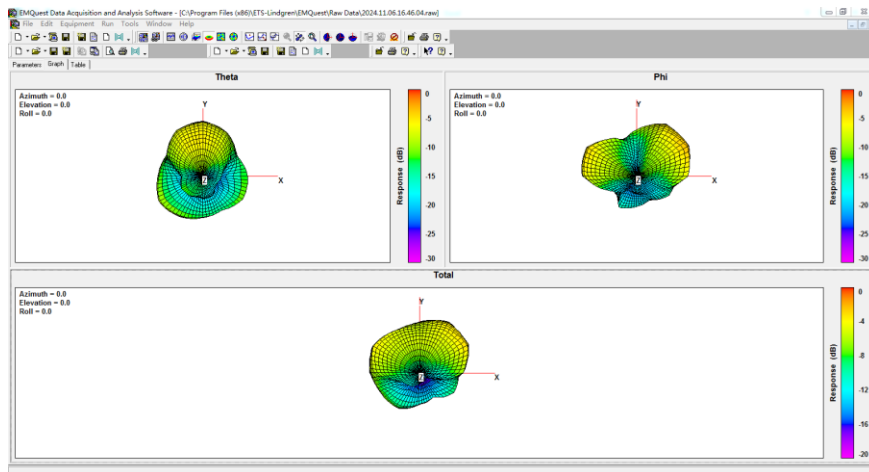 EMQuest Data Acquisition and Analysis Software - [C:\Program Files (x86)\ETS-Lindgren\EMQuest\Raw Data\2024.11.06.16.46.04.raw]
File Edit Equipment Run Tools Window Help
Parameters Graph Table
Theta
Azimuth = 0.0
Elevation = 0.0
Roll = 0.0
Y
X
Z
Response (dB)
0
-5
-10
-15
-20
-25
-30
Phi
Azimuth = 0.0
Elevation = 0.0
Roll = 0.0
Y
X
Z
Response (dB)
0
-5
-10
-15
-20
-25
-30
Total
Azimuth = 0.0
Elevation = 0.0
Roll = 0.0
Y
X
Z
Response (dB)
0
-4
-8
-12
-16
-20